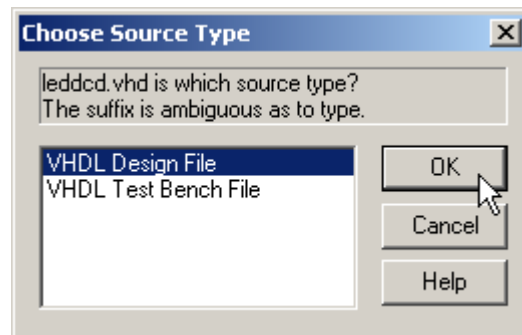 Choose Source Type
leddcd.vhd is which source type?
The suffix is ambiguous as to type.
VHDL Design File
VHDL Test Bench File
OK
Cancel
Help